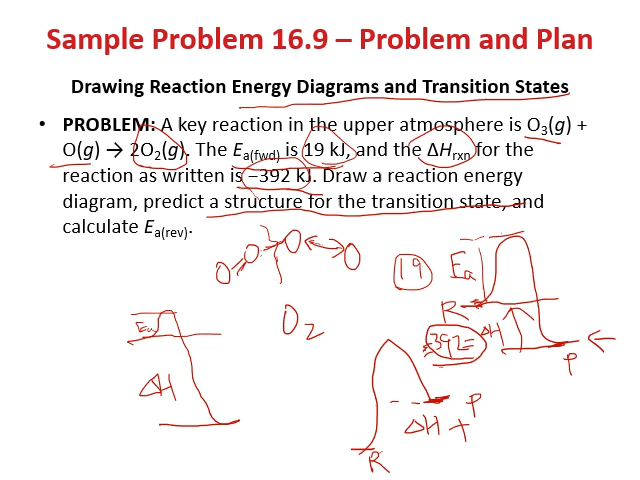 Sample Problem 16.9 – Problem and Plan
Drawing Reaction Energy Diagrams and Transition States
• PROBLEM: A key reaction in the upper atmosphere is O3(g) +
O(g) → 2O2(g). The Ea(fwd) is 19 kJ, and the ΔHrxn for the
reaction as written is −392 kJ. Draw a reaction energy
diagram, predict a structure for the transition state, and
calculate Ea(rev).
O O O O
19 Ea
R
Ea O2 -392= ΔH
P
ΔH
P
ΔH +
R